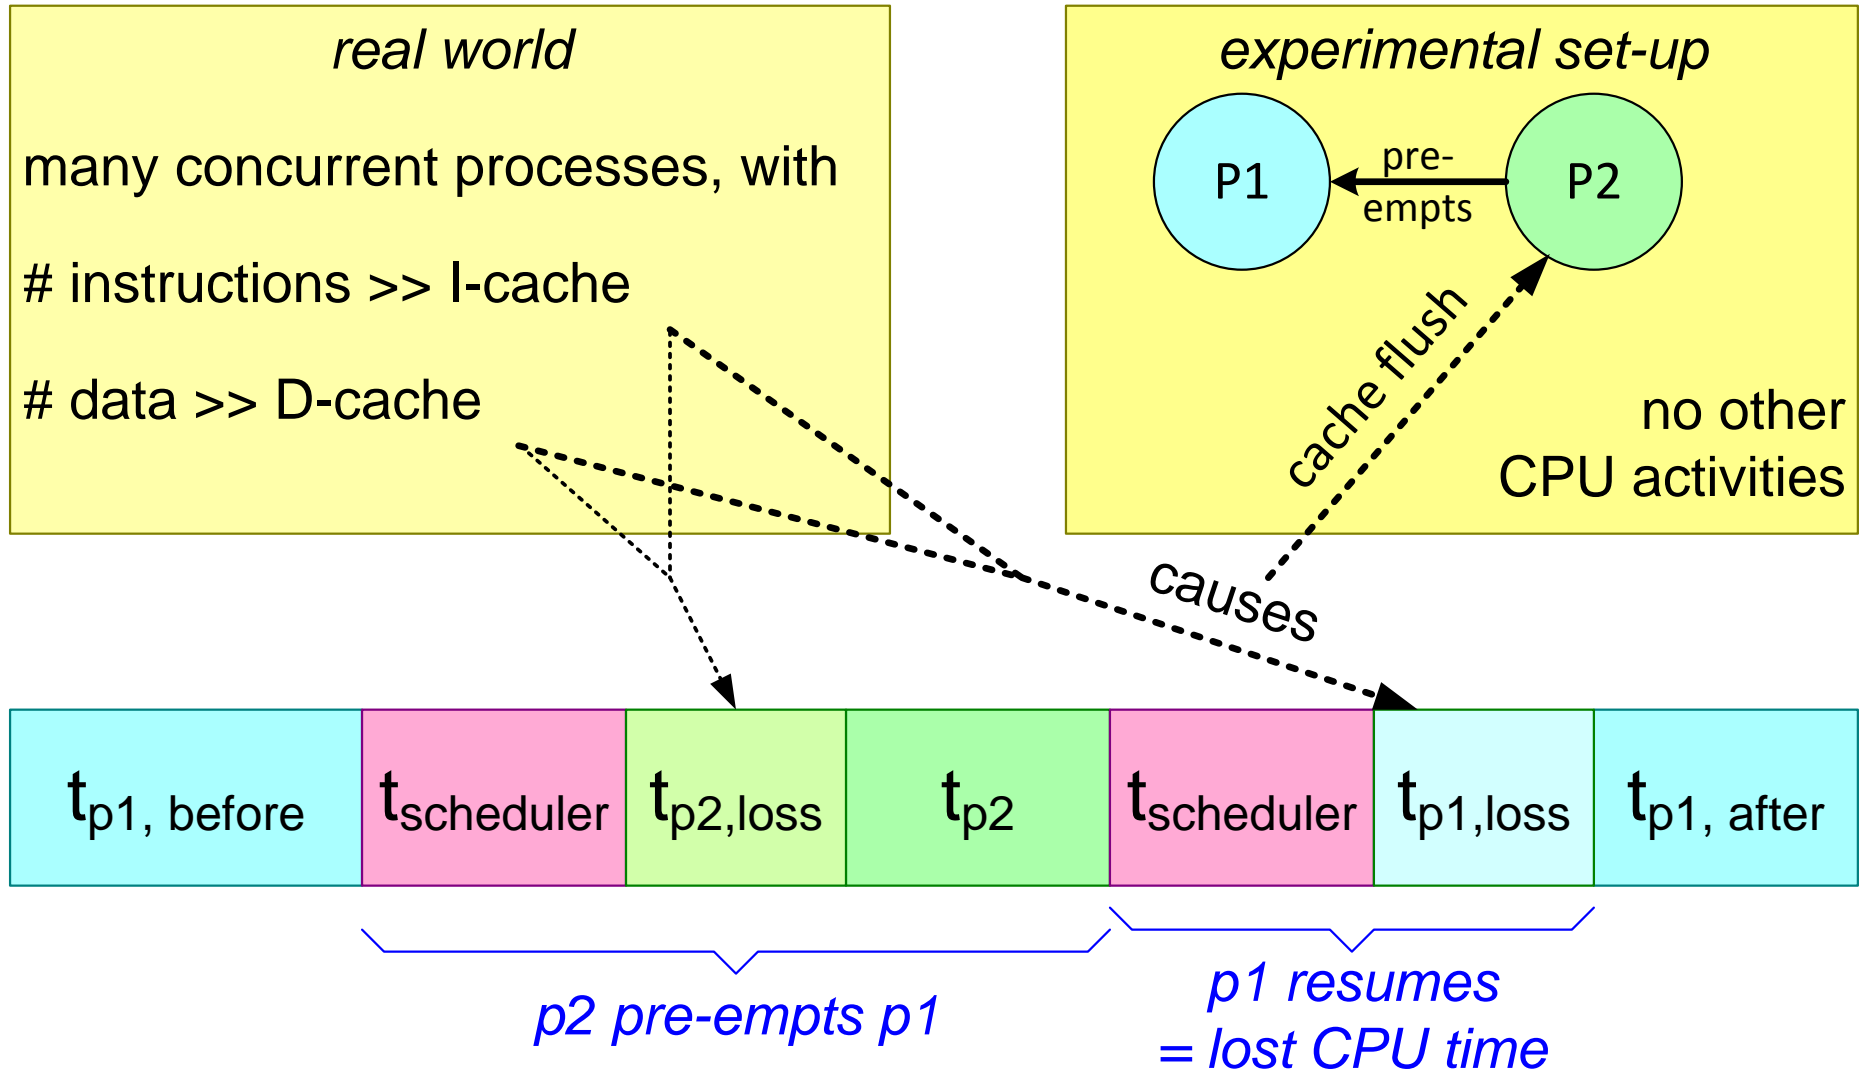 real world
many concurrent processes, with
# instructions >> I-cache
# data >> D-cache
experimental set-up
P1
pre-
empts
P2
cache flush
no other
CPU activities
causes
tp1, before
tscheduler
tp2,loss
tp2
tscheduler
tp1,loss
tp1, after
p2 pre-empts p1
p1 resumes
= lost CPU time